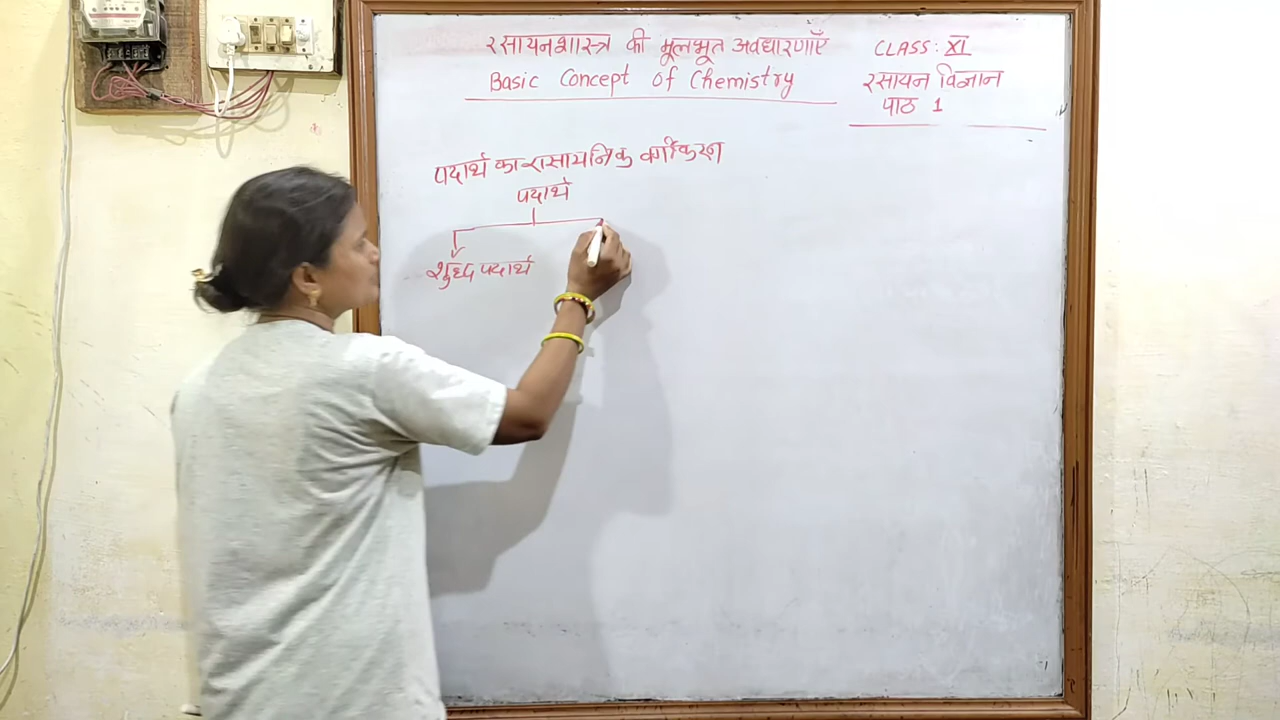 रसायनशास्त्र की मूलभूत अवधारणाएँ
Basic Concept Of Chemistry
CLASS: XI
रसायन विज्ञान
पाठ 1
पदार्थ का रासायनिक वर्गीकरण
पदार्थ
शुद्ध पदार्थ